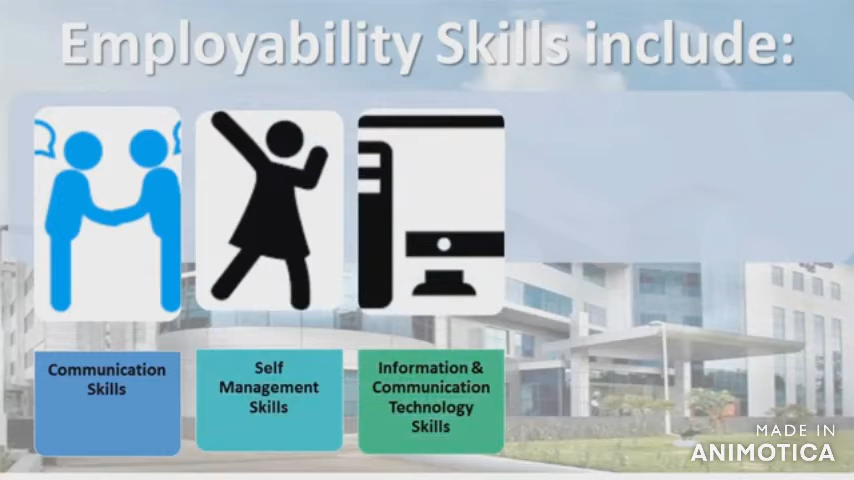 Employability Skills include:
Communication
Skills
Self
Management
Skills
Information &
Communication
Technology
Skills
MADE IN
ANIMOTICA